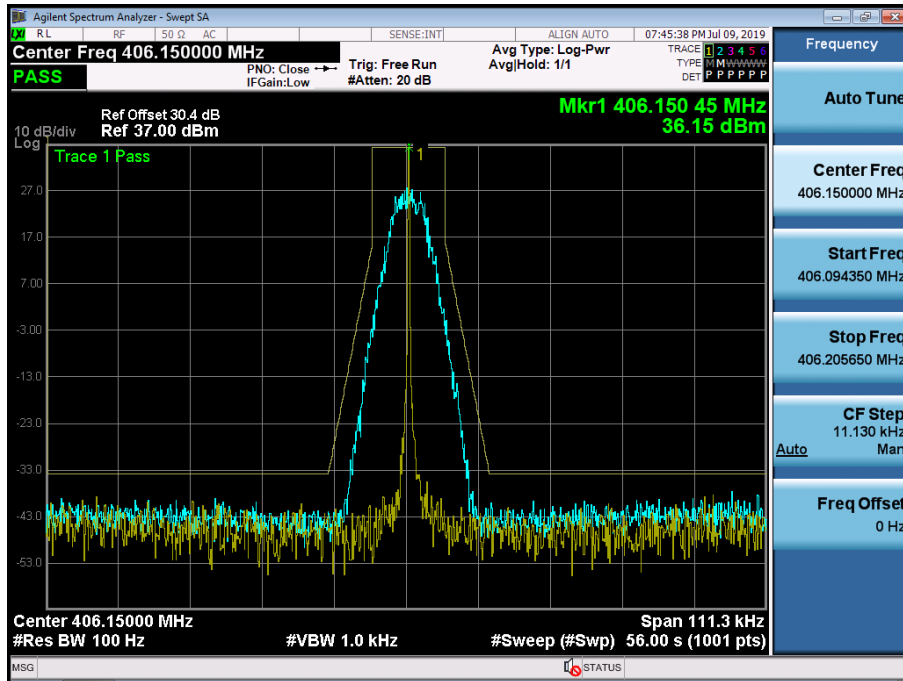 Agilent Spectrum Analyzer - Swept SA
LXI RL RF 50 Ω AC SENSE:INT ALIGN AUTO 07:45:38 PM Jul 09, 2019
Center Freq 406.150000 MHz
PASS
PNO: Close
IFGain:Low
Trig: Free Run
#Atten: 20 dB
Avg Type: Log-Pwr
Avg|Hold: 1/1
TRACE 1 2 3 4 5 6
TYPE M M W W W W
DET P P P P P P
Ref Offset 30.4 dB
10 dB/div Ref 37.00 dBm
Log
Mkr1 406.150 45 MHz
36.15 dBm
Trace 1 Pass
1
27.0
17.0
7.00
-3.00
-13.0
-23.0
-33.0
-43.0
-53.0
Center 406.15000 MHz Span 111.3 kHz
#Res BW 100 Hz #VBW 1.0 kHz #Sweep (#Swp) 56.00 s (1001 pts)
MSG STATUS
Frequency
Auto Tune
Center Freq
406.150000 MHz
Start Freq
406.094350 MHz
Stop Freq
406.205650 MHz
CF Step
11.130 kHz
Auto Man
Freq Offset
0 Hz